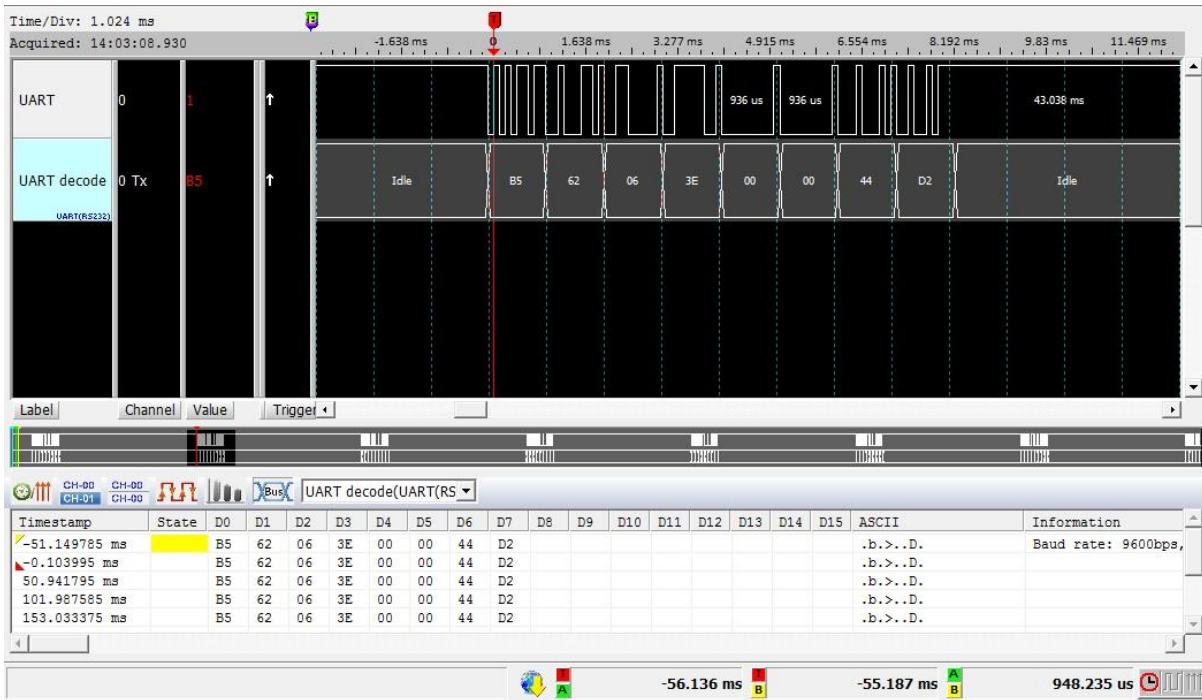 Time/Div: 1.024 ms
B T
Acquired: 14:03:08.930 -1.638 ms 0 1.638 ms 3.277 ms 4.915 ms 6.554 ms 8.192 ms 9.83 ms 11.469 ms
UART 0 1 936 us 936 us 43.038 ms
UART decode 0 Tx B5 Idle B5 62 06 3E 00 00 44 D2 Idle
UART(RS232)
Label Channel Value Trigger
CH-00 CH-01 CH-00 CH-00 Bus UART decode(UART(RS
Timestamp State D0 D1 D2 D3 D4 D5 D6 D7 D8 D9 D10 D11 D12 D13 D14 D15 ASCII Information
-51.149785 ms B5 62 06 3E 00 00 44 D2 .b.>..D. Baud rate: 9600bps,
-0.103995 ms B5 62 06 3E 00 00 44 D2 .b.>..D.
50.941795 ms B5 62 06 3E 00 00 44 D2 .b.>..D.
101.987585 ms B5 62 06 3E 00 00 44 D2 .b.>..D.
153.033375 ms B5 62 06 3E 00 00 44 D2 .b.>..D.
T A -56.136 ms T B -55.187 ms A B 948.235 us